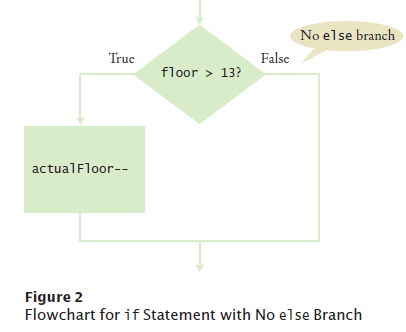 No else branch
True
False
floor > 13?
actualFloor--
Figure 2
Flowchart for if Statement with No else Branch